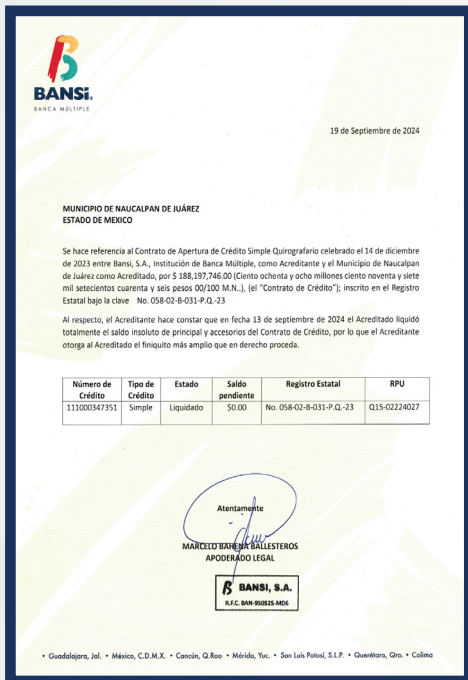 BANSÍ.
BANCA MÚLTIPLE
19 de Septiembre de 2024
MUNICIPIO DE NAUCALPAN DE JUÁREZ
ESTADO DE MEXICO
Se hace referencia al Contrato de Apertura de Crédito Simple Quirografario celebrado el 14 de diciembre
de 2023 entre Bansi, S.A., Institución de Banca Múltiple, como Acreditante y el Municipio de Naucalpan
de Juárez como Acreditado, por $ 188,197,746.00 (Ciento ochenta y ocho millones ciento noventa y siete
mil setecientos cuarenta y seis pesos 00/100 M.N..), (el "Contrato de Crédito"); inscrito en el Registro
Estatal bajo la clave No. 058-02-B-031-P.Q.-23
Al respecto, el Acreditante hace constar que en fecha 13 de septiembre de 2024 el Acreditado liquidó
totalmente el saldo insoluto de principal y accesorios del Contrato de Crédito, por lo que el Acreditante
otorga al Acreditado el finiquito más amplio que en derecho proceda.
Número de Crédito Tipo de Crédito Estado Saldo pendiente Registro Estatal RPU
111000347351 Simple Liquidado $0.00 No. 058-02-B-031-P.Q.-23 Q15-02224027
Atentamente
MARCELO BAHENA BALLESTEROS
APODERADO LEGAL
BANSI, S.A.
R.F.C. BAN-950525-MD6
• Guadalajara, Jal. • México, C.D.M.X. • Cancún, Q.Roo • Mérida, Yuc. • San Luis Potosí, S.L.P. • Querétaro, Qro. • Colima